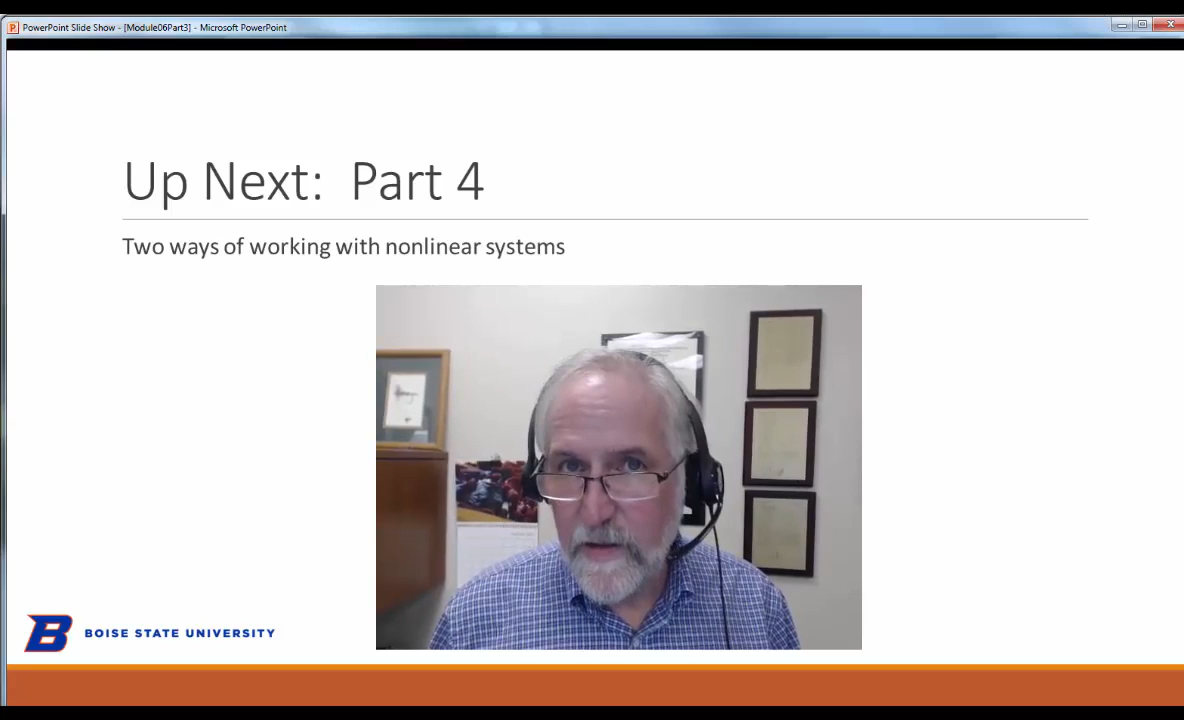 PowerPoint Slide Show - [Module06Part3] - Microsoft PowerPoint
Up Next: Part 4
Two ways of working with nonlinear systems
B BOISE STATE UNIVERSITY